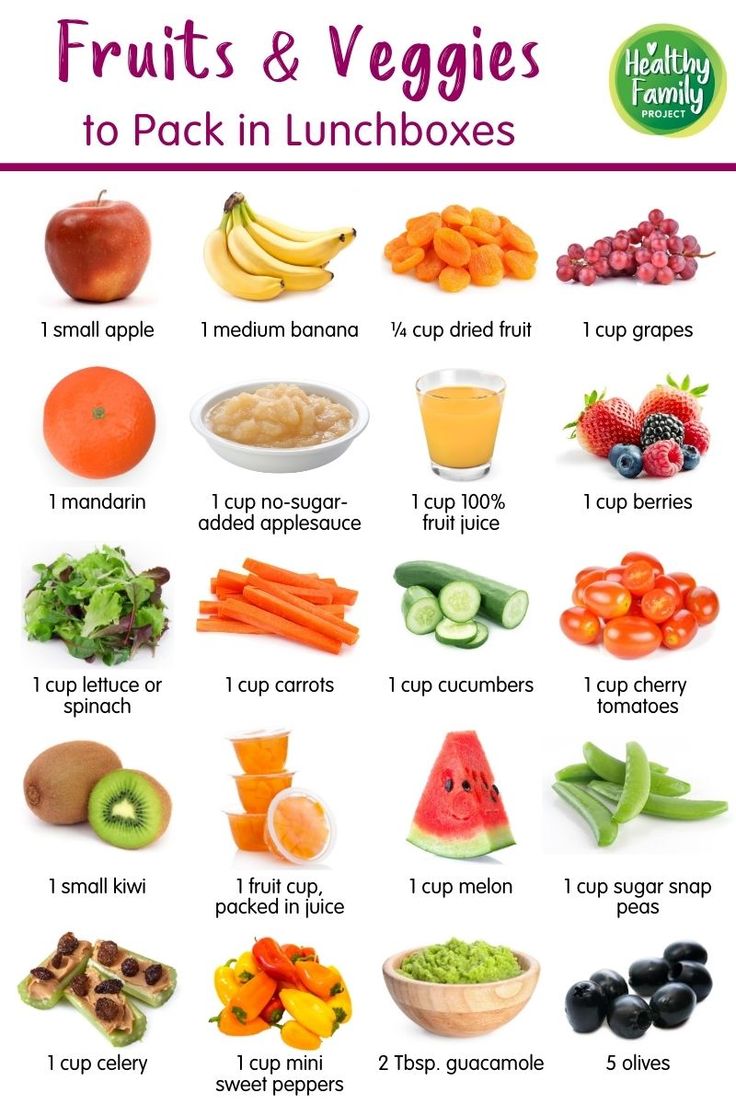 Fruits & Veggies
to Pack in Lunchboxes
Healthy
Family
PROJECT
1 small apple
1 medium banana
¼ cup dried fruit
1 cup grapes
1 mandarin
1 cup no-sugar-
added applesauce
1 cup 100%
fruit juice
1 cup berries
1 cup lettuce or
spinach
1 cup carrots
1 cup cucumbers
1 cup cherry
tomatoes
1 small kiwi
1 fruit cup,
packed in juice
1 cup melon
1 cup sugar snap
peas
1 cup celery
1 cup mini
sweet peppers
2 Tbsp. guacamole
5 olives